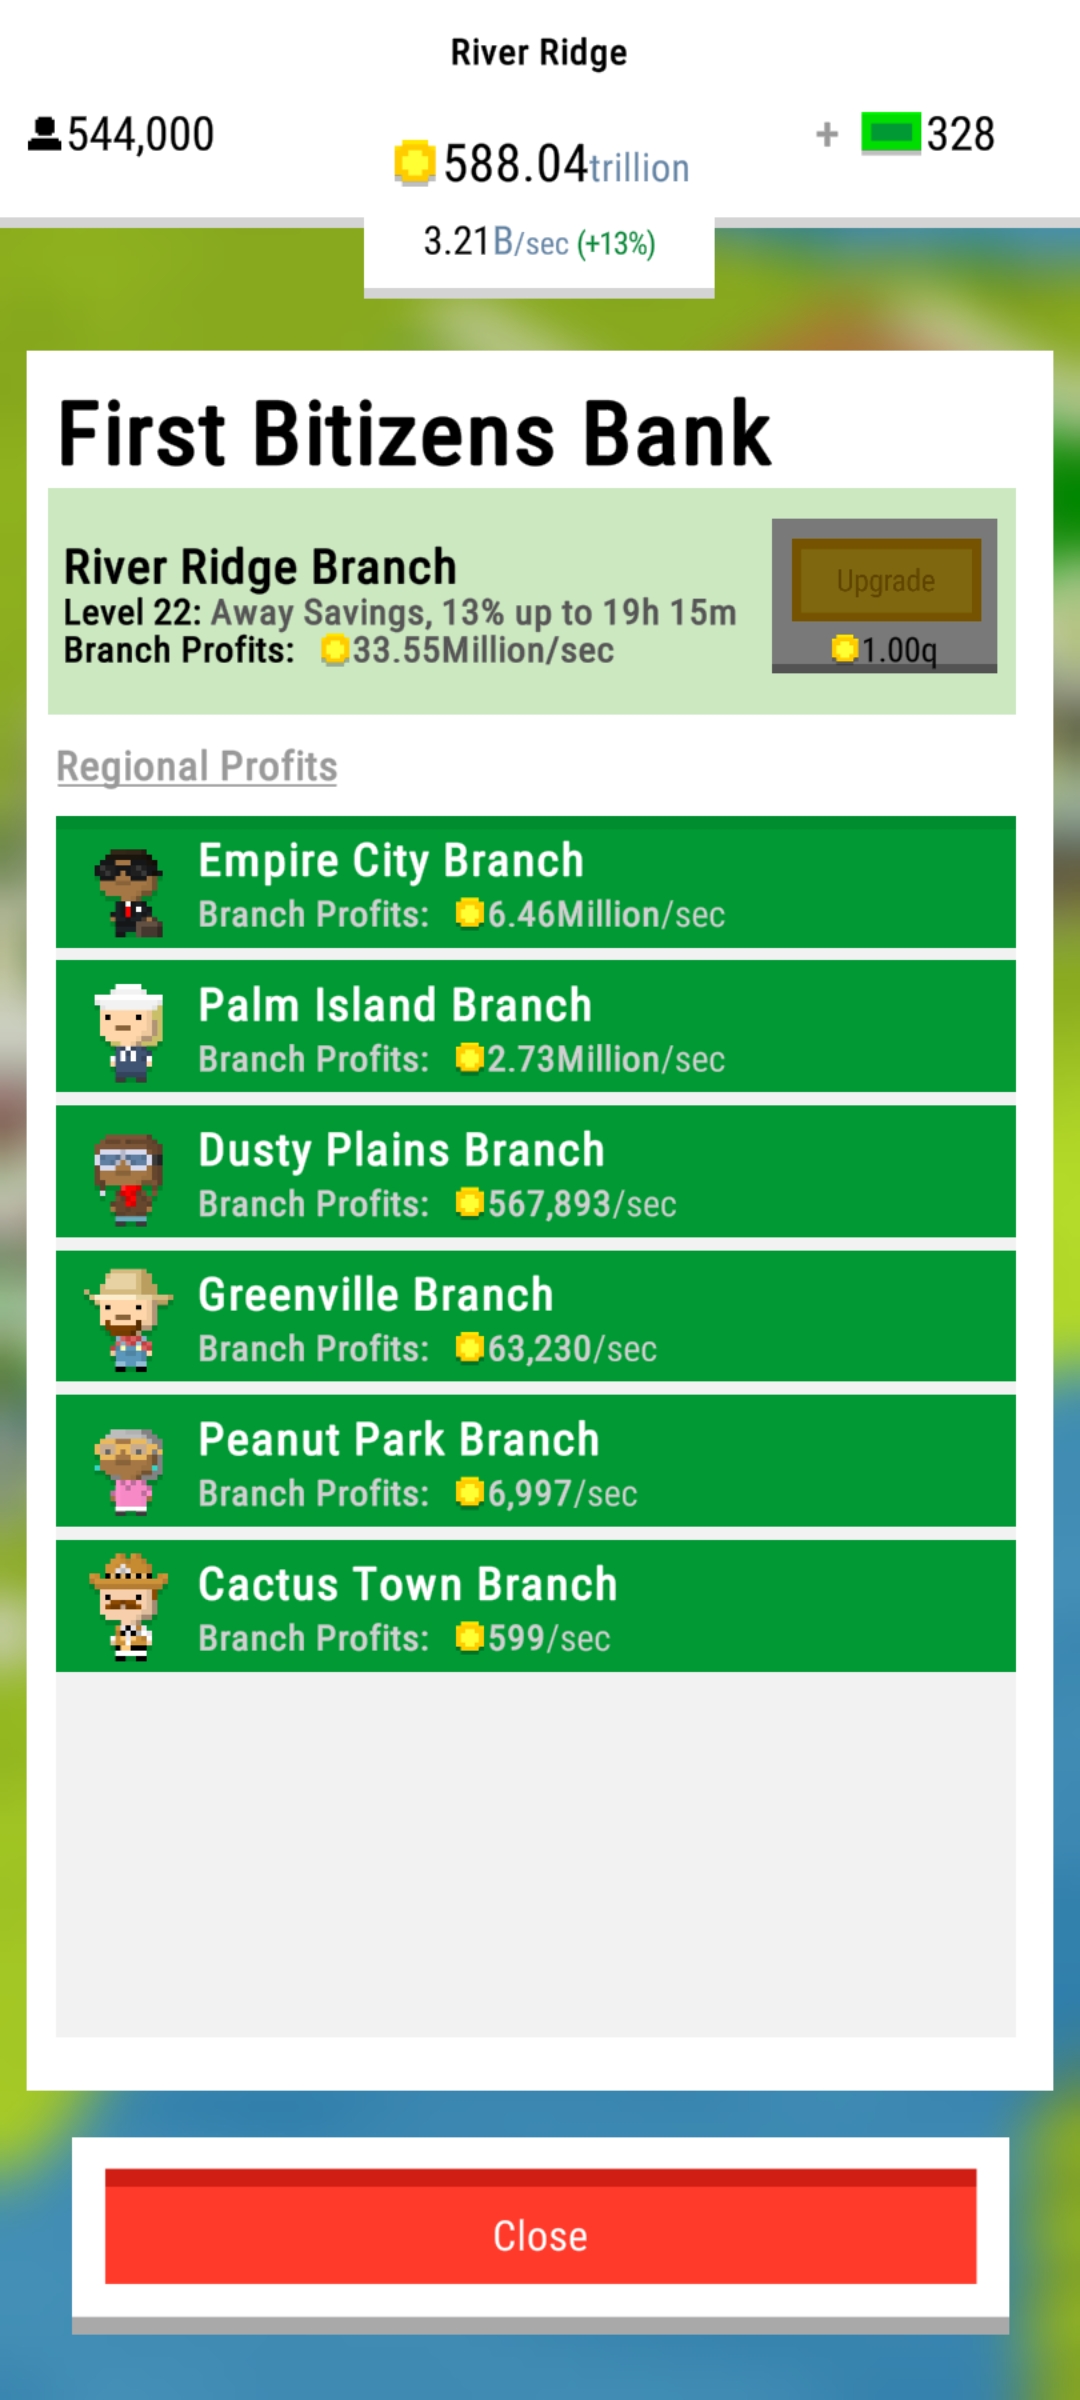 River Ridge
544,000
588.04trillion
+ 328
3.21B/sec (+13%)
First Bitizens Bank
River Ridge Branch
Level 22: Away Savings, 13% up to 19h 15m
Branch Profits: 33.55Million/sec
Upgrade
1.00q
Regional Profits
Empire City Branch
Branch Profits: 6.46Million/sec
Palm Island Branch
Branch Profits: 2.73Million/sec
Dusty Plains Branch
Branch Profits: 567,893/sec
Greenville Branch
Branch Profits: 63,230/sec
Peanut Park Branch
Branch Profits: 6,997/sec
Cactus Town Branch
Branch Profits: 599/sec
Close